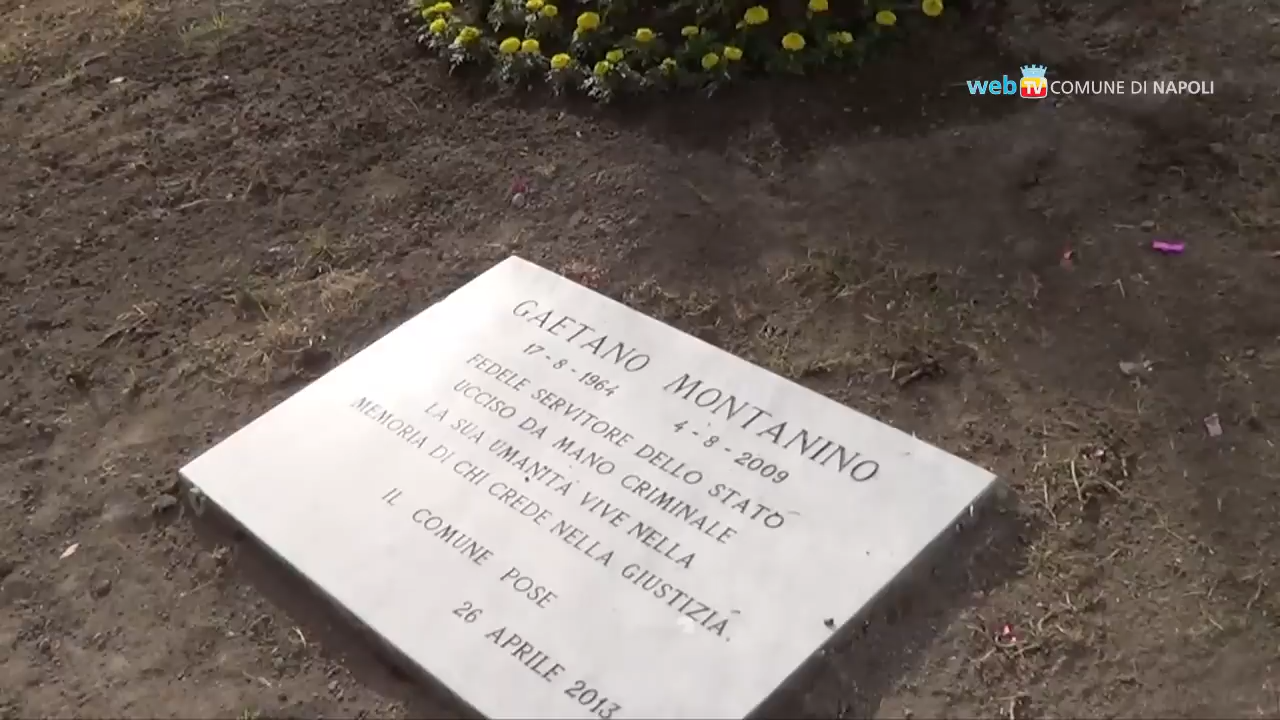 web TV COMUNE DI NAPOLI
GAETANO MONTANINO
17-8-1964 4-8-2009
FEDELE SERVITORE DELLO STATO
UCCISO DA MANO CRIMINALE
LA SUA UMANITÀ VIVE NELLA
MEMORIA DI CHI CREDE NELLA GIUSTIZIA.
IL COMUNE POSE
26 APRILE 2013